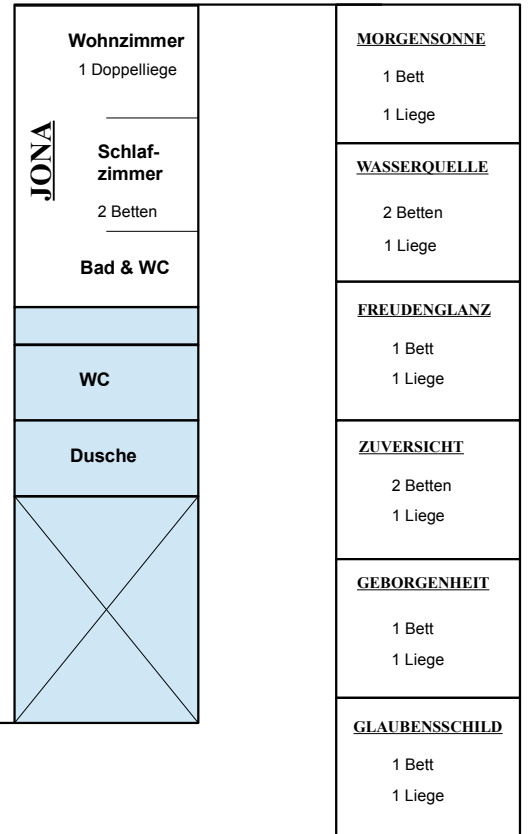 JONA
Wohnzimmer
1 Doppelliege
Schlaf-
zimmer
2 Betten
Bad & WC
WC
Dusche
MORGENSONNE
1 Bett
1 Liege
WASSERQUELLE
2 Betten
1 Liege
FREUDENGLANZ
1 Bett
1 Liege
ZUVERSICHT
2 Betten
1 Liege
GEBORGENHEIT
1 Bett
1 Liege
GLAUBENSSCHILD
1 Bett
1 Liege